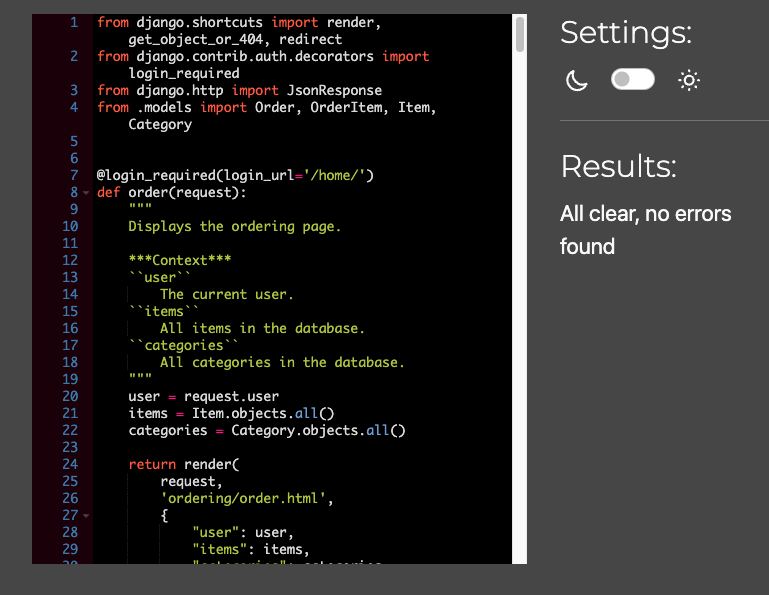 1 from django.shortcuts import render,
get_object_or_404, redirect
2 from django.contrib.auth.decorators import
login_required
3 from django.http import JsonResponse
4 from .models import Order, OrderItem, Item,
Category
5
6
7 @login_required(login_url='/home/')
8 def order(request):
9 """
10 Displays the ordering page.
11
12 ***Context***
13 ``user``
14 The current user.
15 ``items``
16 All items in the database.
17 ``categories``
18 All categories in the database.
19 """
20 user = request.user
21 items = Item.objects.all()
22 categories = Category.objects.all()
23
24 return render(
25 request,
26 'ordering/order.html',
27 {
28 "user": user,
29 "items": items,
30 "categories": categories
Settings:
Results:
All clear, no errors
found